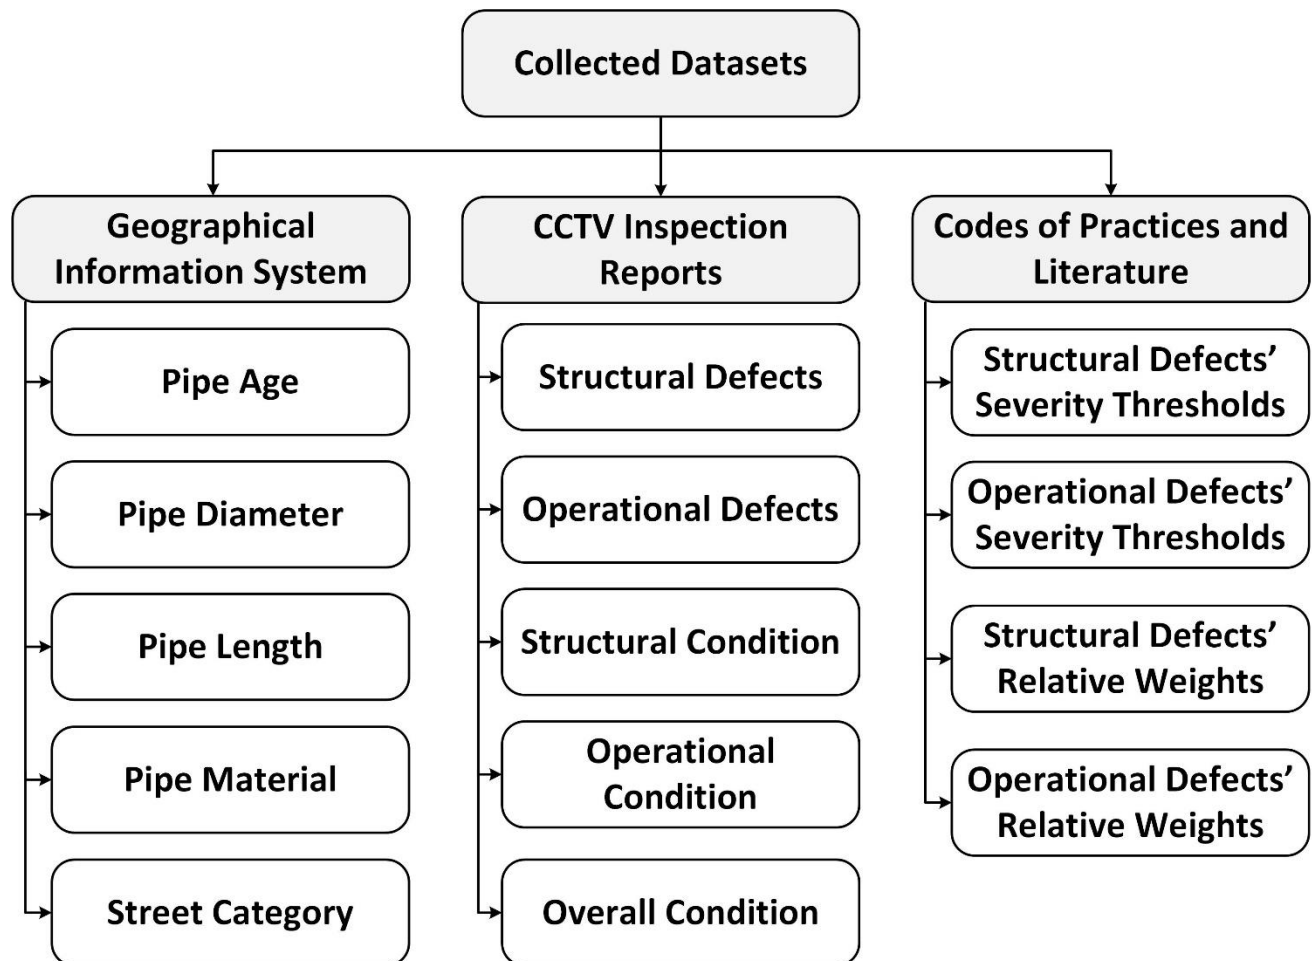 Collected Datasets
Geographical
Information System
Pipe Age
Pipe Diameter
Pipe Length
Pipe Material
Street Category
CCTV Inspection
Reports
Structural Defects
Operational Defects
Structural Condition
Operational
Condition
Overall Condition
Codes of Practices and
Literature
Structural Defects’
Severity Thresholds
Operational Defects’
Severity Thresholds
Structural Defects’
Relative Weights
Operational Defects’
Relative Weights